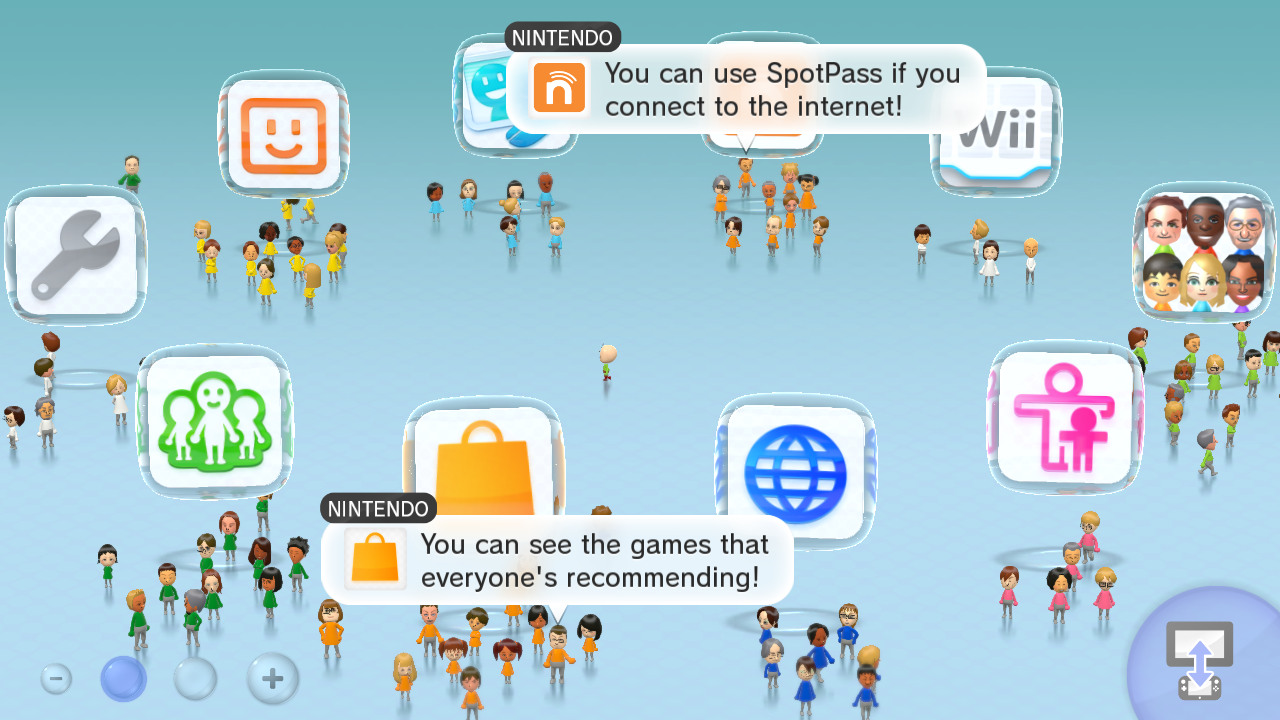 NINTENDO
You can use SpotPass if you
connect to the internet!
Wii
NINTENDO
You can see the games that
everyone's recommending!